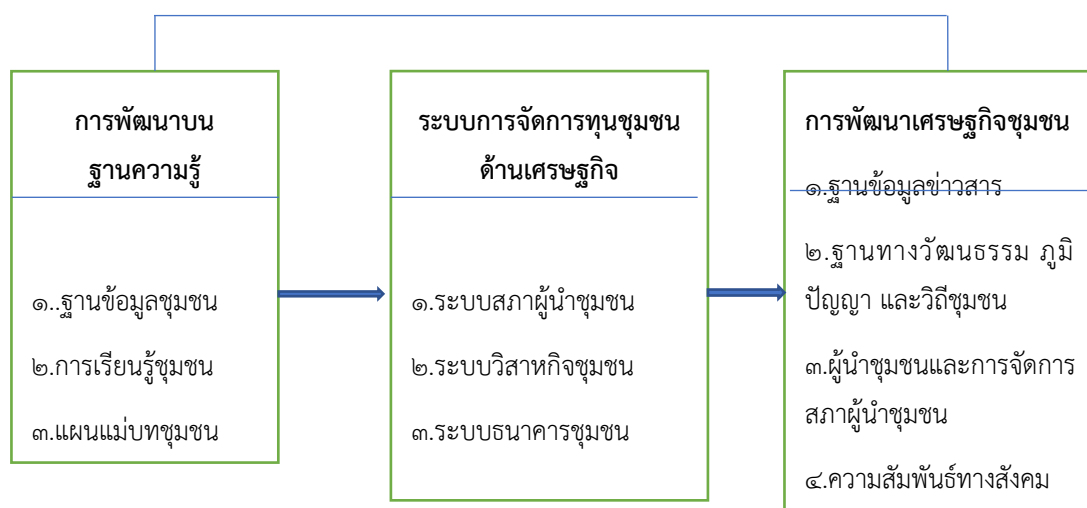 การพัฒนาบน
ฐานความรู้
๑..ฐานข้อมูลชุมชน
๒.การเรียนรู้ชุมชน
๓.แผนแม่บทชุมชน
ระบบการจัดการทุนชุมชน
ด้านเศรษฐกิจ
๑.ระบบสภาผู้นำชุมชน
๒.ระบบวิสาหกิจชุมชน
๓.ระบบธนาคารชุมชน
การพัฒนาเศรษฐกิจชุมชน
๑.ฐานข้อมูลข่าวสาร
๒.ฐานทางวัฒนธรรม ภูมิ
ปัญญา และวิถีชุมชน
๓.ผู้นำชุมชนและการจัดการ
สภาผู้นำชุมชน
๔.ความสัมพันธ์ทางสังคม